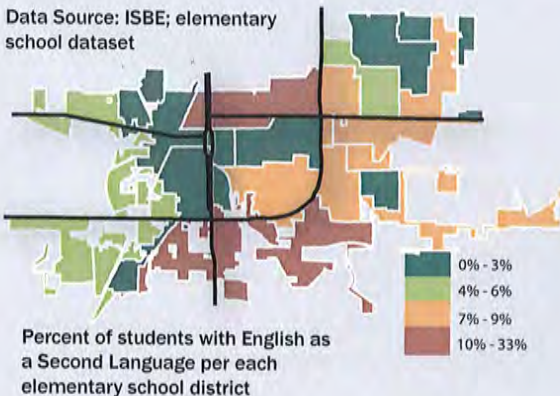 Data Source: ISBE; elementary
school dataset
0% - 3%
4% - 6%
7% - 9%
10% - 33%
Percent of students with English as
a Second Language per each
elementary school district